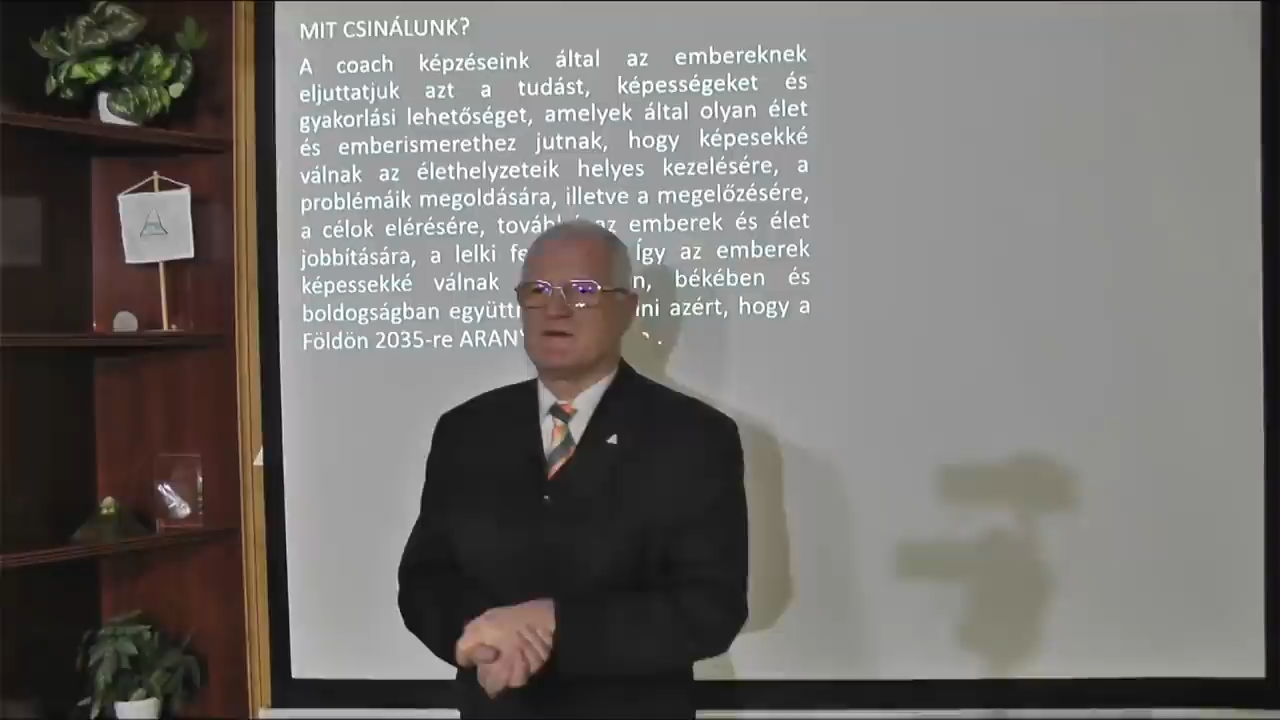 MIT CSINÁLUNK?
A coach képzéseink által az embereknek
eljuttatjuk azt a tudást, képességeket és
gyakorlási lehetőséget, amelyek által olyan élet
és emberismerethez jutnak, hogy képesekké
válnak az élethelyzeteik helyes kezelésére, a
problémáik megoldására, illetve a megelőzésére,
a célok elérésére, az emberek és élet
jobbítására, a lelki Így az emberek
képessekké válnak békében és
boldogságban azért, hogy a
Földön 2035-re